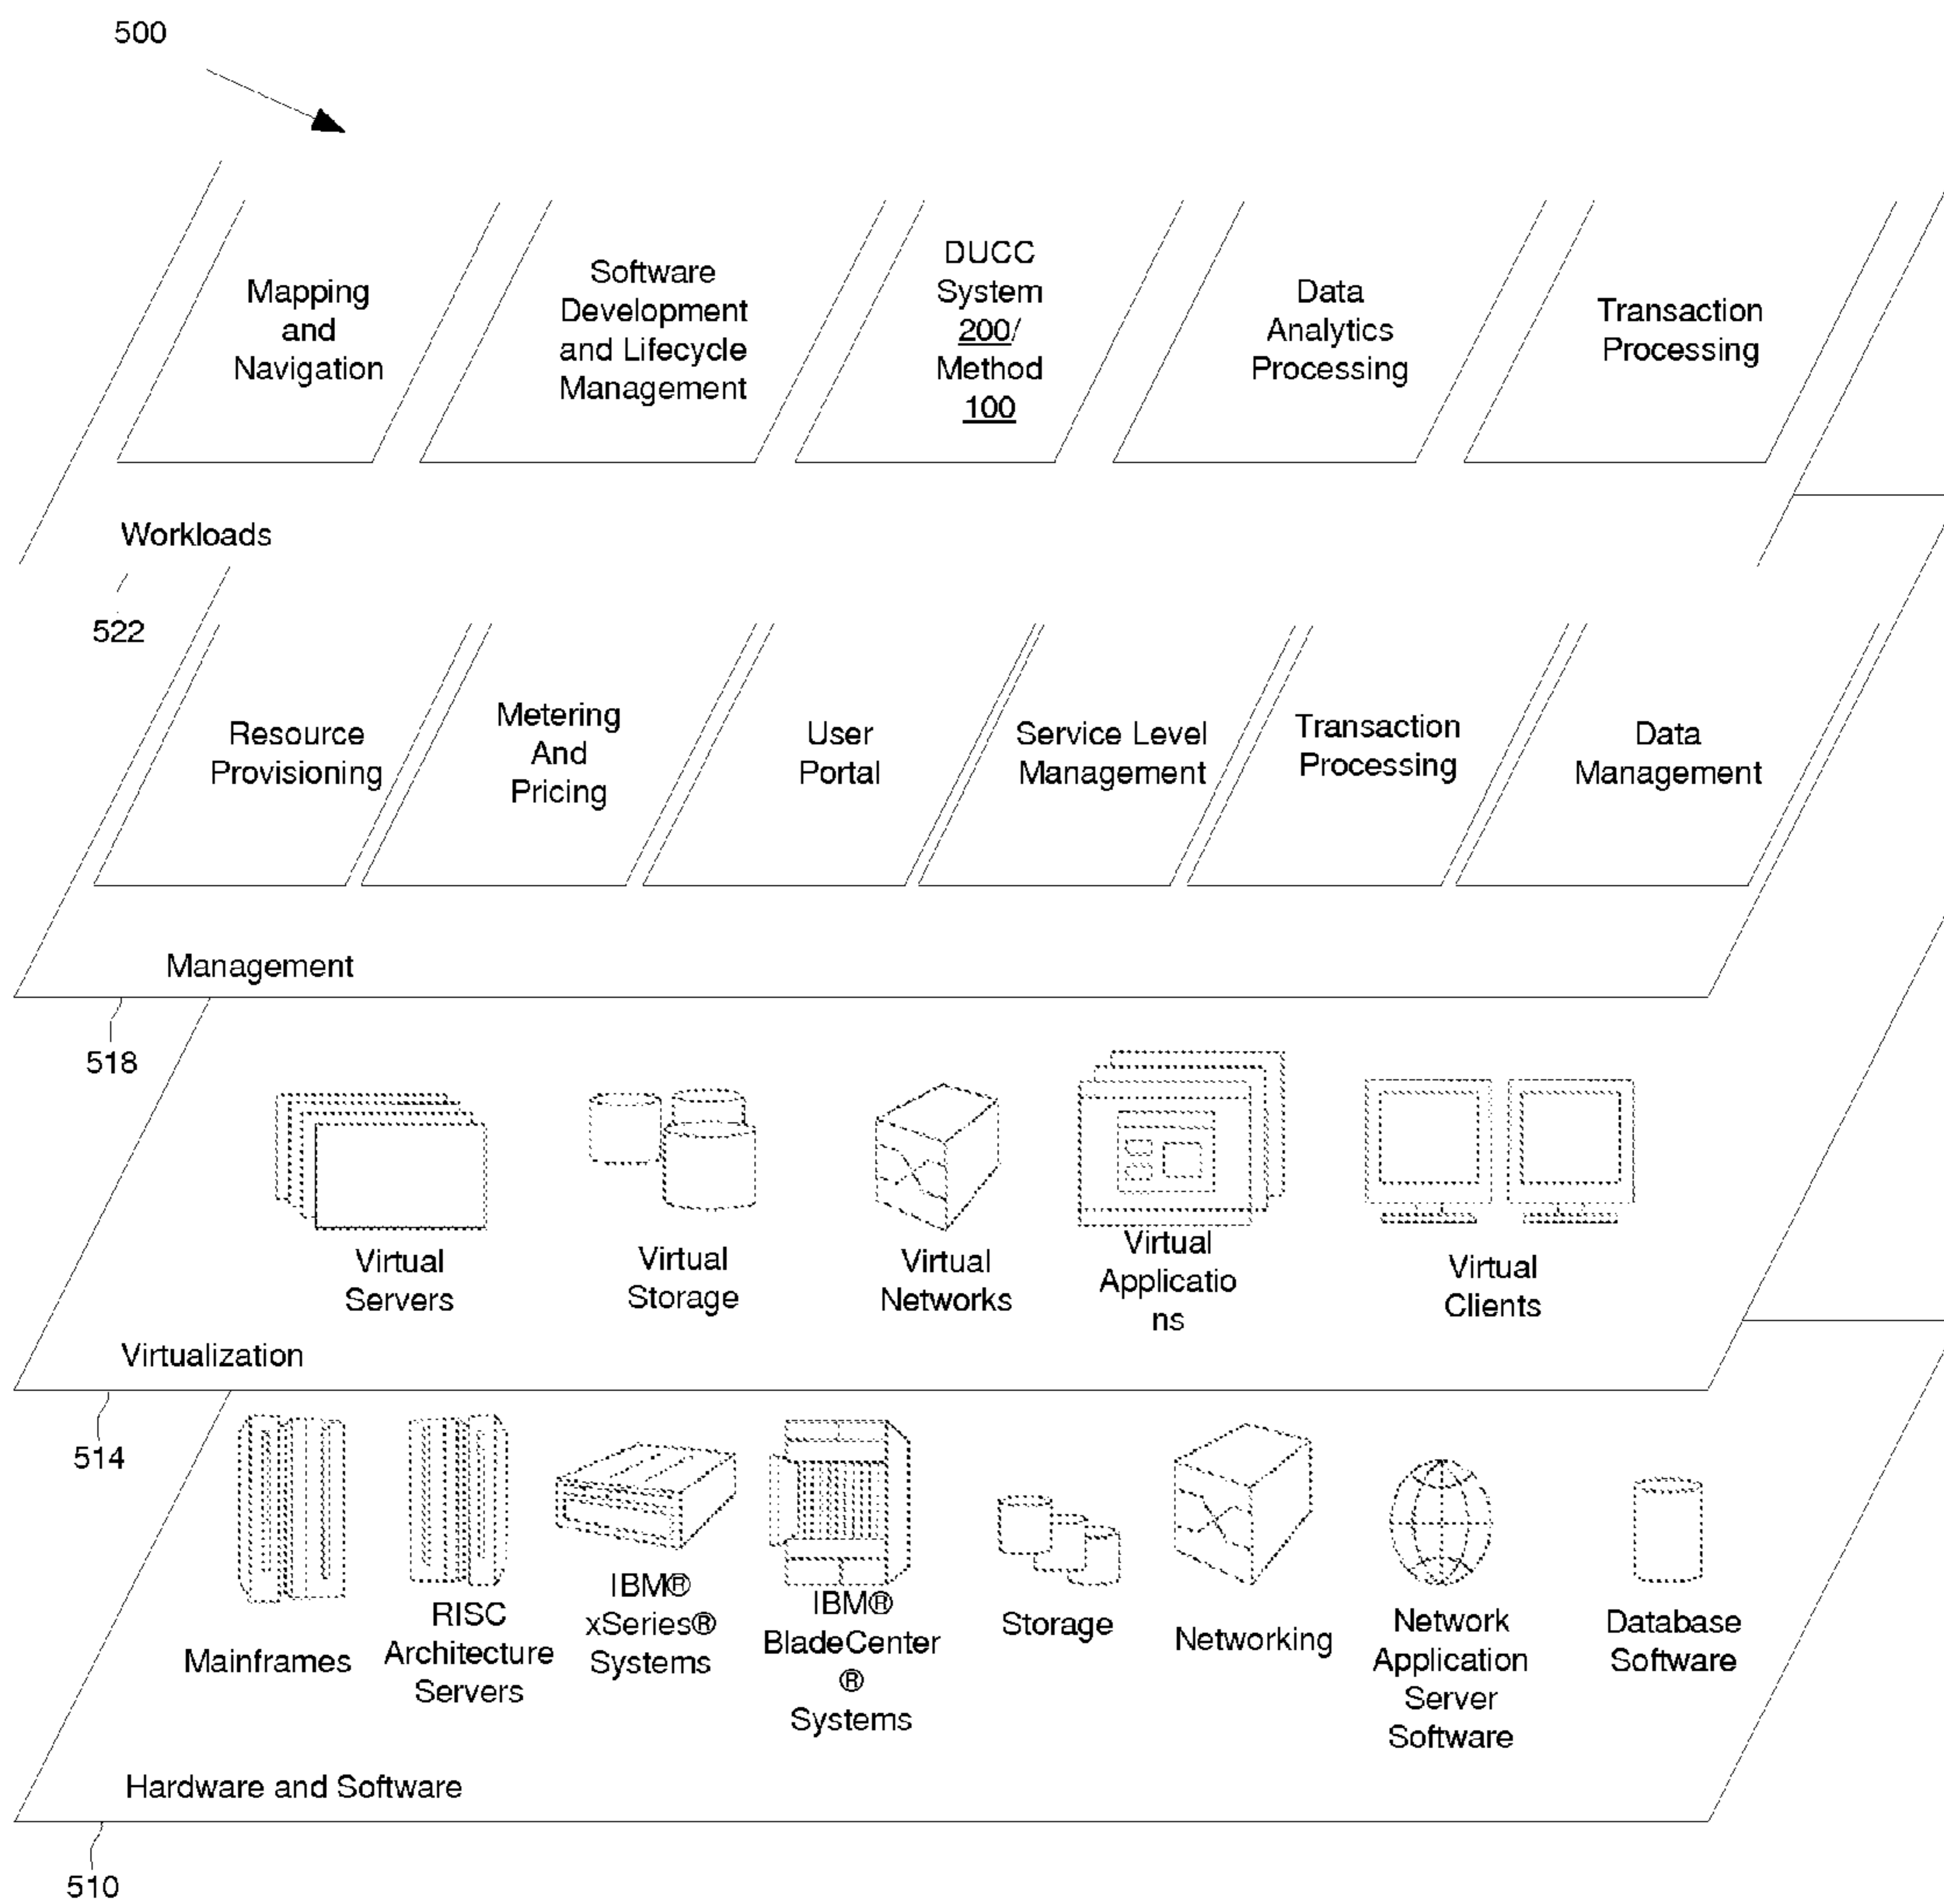 500
Mapping
and
Navigation
Software
Development
and Lifecycle
Management
DUCC
System
200/
Method
100
Data
Analytics
Processing
Transaction
Processing
Workloads
522
Resource
Provisioning
Metering
And
Pricing
User
Portal
Service Level
Management
Transaction
Processing
Data
Management
Management
518
Virtual
Servers
Virtual
Storage
Virtual
Networks
Virtual
Applicatio
ns
Virtual
Clients
Virtualization
514
Mainframes
RISC
Architecture
Servers
IBM®
xSeries®
Systems
IBM®
BladeCenter
®
Systems
Storage
Networking
Network
Application
Server
Software
Database
Software
Hardware and Software
510